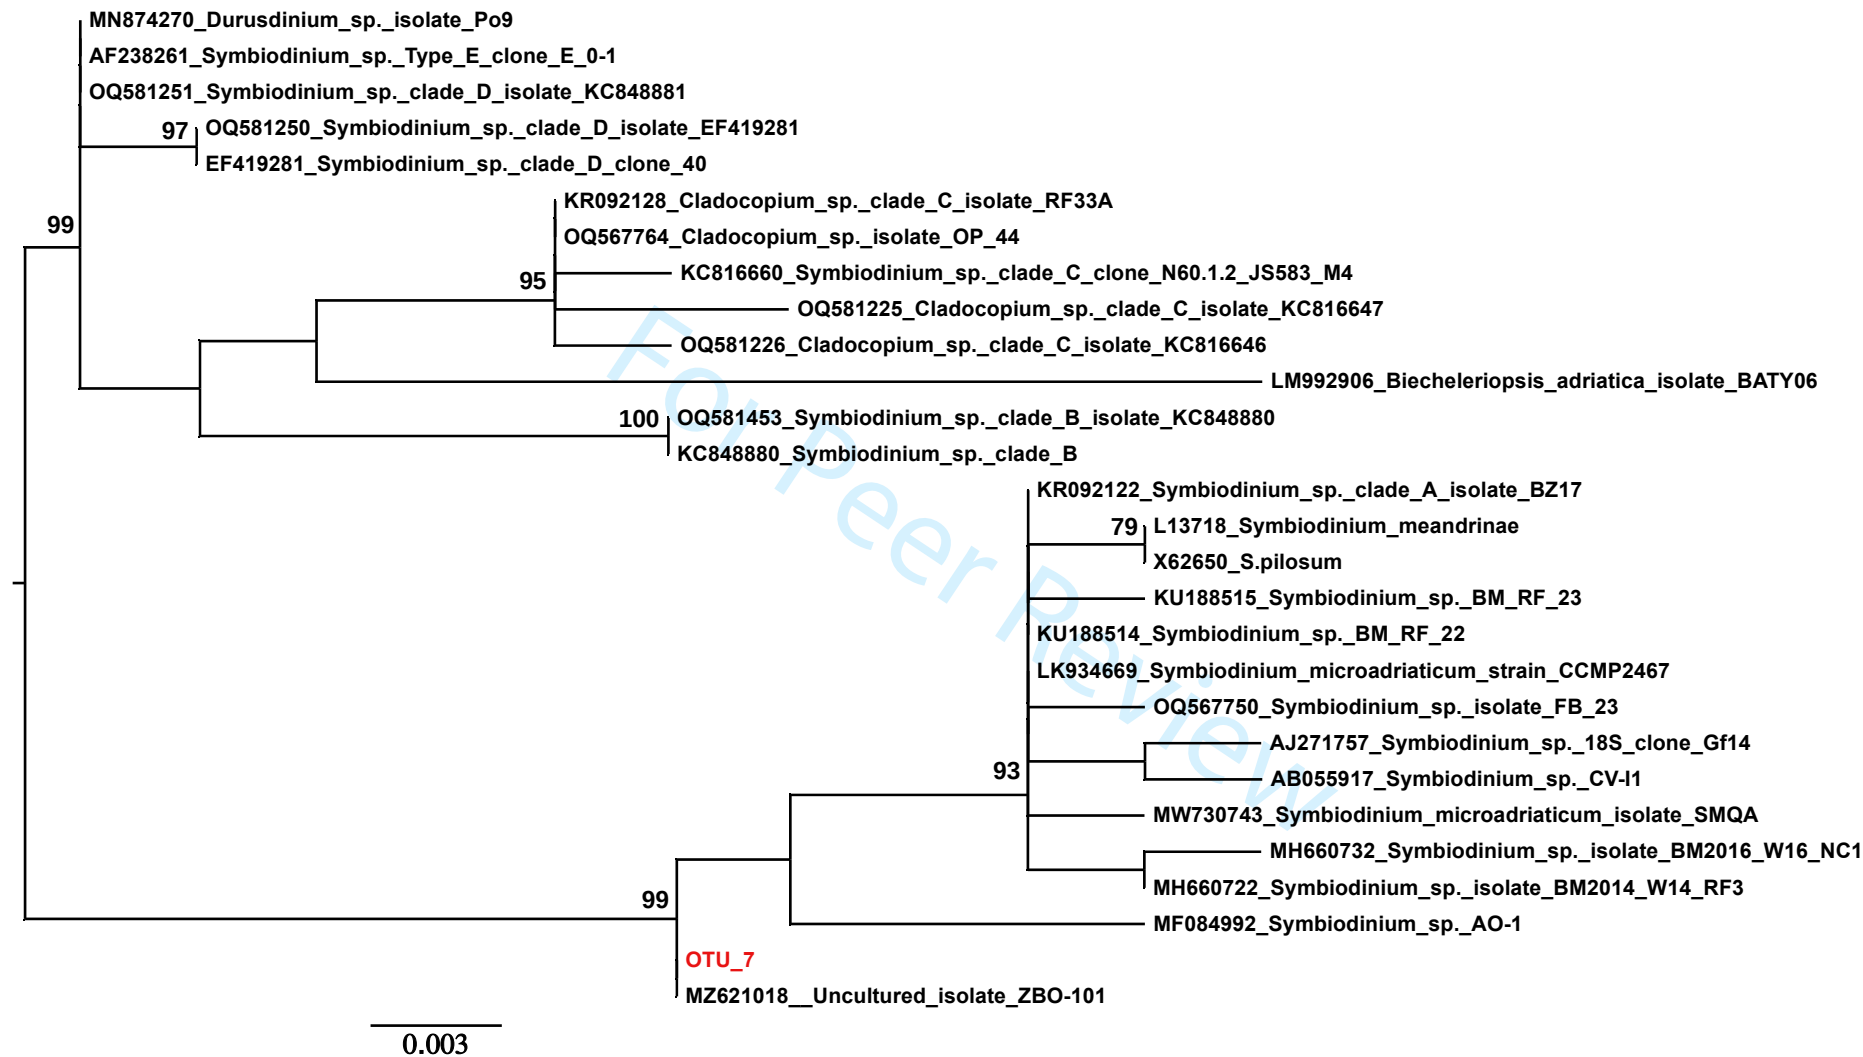 MN874270_Durusdinium_sp._isolate_Po9
AF238261_Symbiodinium_sp._Type_E_clone_E_0-1
OQ581251_Symbiodinium_sp._clade_D_isolate_KC848881
97
OQ581250_Symbiodinium_sp._clade_D_isolate_EF419281
EF419281_Symbiodinium_sp._clade_D_clone_40
99
KR092128_Cladocopium_sp._clade_C_isolate_RF33A
OQ567764_Cladocopium_sp._isolate_OP_44
95
KC816660_Symbiodinium_sp._clade_C_clone_N60.1.2_JS583_M4
OQ581225_Cladocopium_sp._clade_C_isolate_KC816647
OQ581226_Cladocopium_sp._clade_C_isolate_KC816646
LM992906_Biecheleriopsis_adriatica_isolate_BATY06
100
OQ581453_Symbiodinium_sp._clade_B_isolate_KC848880
KC848880_Symbiodinium_sp._clade_B
KR092122_Symbiodinium_sp._clade_A_isolate_BZ17
79
L13718_Symbiodinium_meandrinae
X62650_S.pilosum
KU188515_Symbiodinium_sp._BM_RF_23
KU188514_Symbiodinium_sp._BM_RF_22
LK934669_Symbiodinium_microadriaticum_strain_CCMP2467
OQ567750_Symbiodinium_sp._isolate_FB_23
AJ271757_Symbiodinium_sp._18S_clone_Gf14
93
AB055917_Symbiodinium_sp._CV-I1
MW730743_Symbiodinium_microadriaticum_isolate_SMQA
MH660732_Symbiodinium_sp._isolate_BM2016_W16_NC1
MH660722_Symbiodinium_sp._isolate_BM2014_W14_RF3
99
MF084992_Symbiodinium_sp._AO-1
OTU_7
MZ621018__Uncultured_isolate_ZBO-101
0.003
For Peer Review